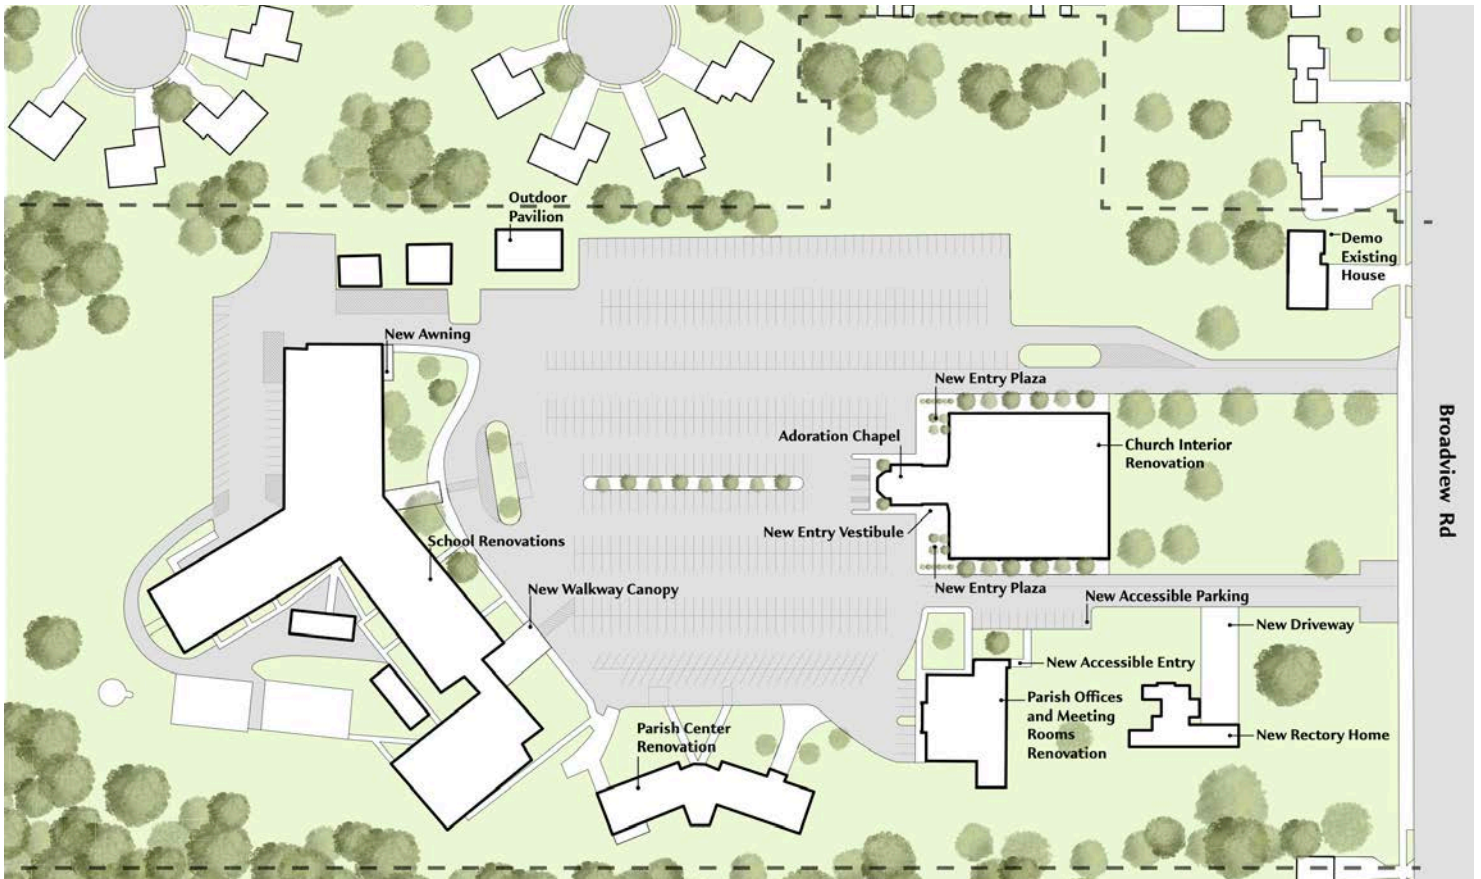 Outdoor
Pavilion
Demo
Existing
House
New Awning
New Entry Plaza
Adoration Chapel
Church Interior
Renovation
Broadview Rd
New Entry Vestibule
School Renovations
New Walkway Canopy
New Entry Plaza
New Accessible Parking
New Driveway
New Accessible Entry
Parish Offices
and Meeting
Rooms
Renovation
Parish Center
Renovation
New Rectory Home